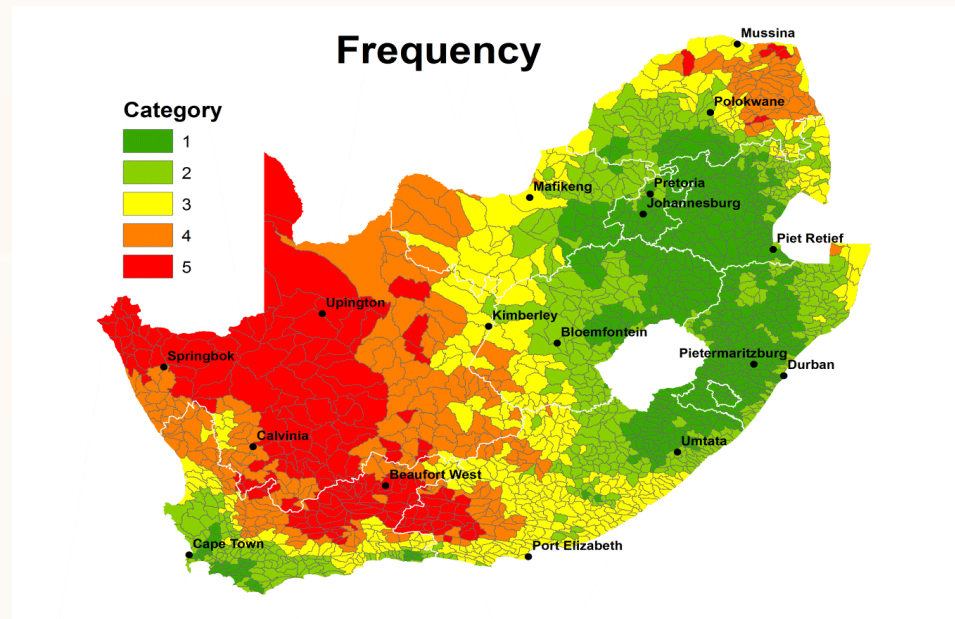 Frequency
Category
1
2
3
4
5
Mussina
Polokwane
Pretoria
Mafikeng
Johannesburg
Piet Retief
Upington
Kimberley
Bloemfontein
Springbok
Pietermaritzburg
Durban
Calvinia
Umtata
Beaufort West
Cape Town
Port Elizabeth